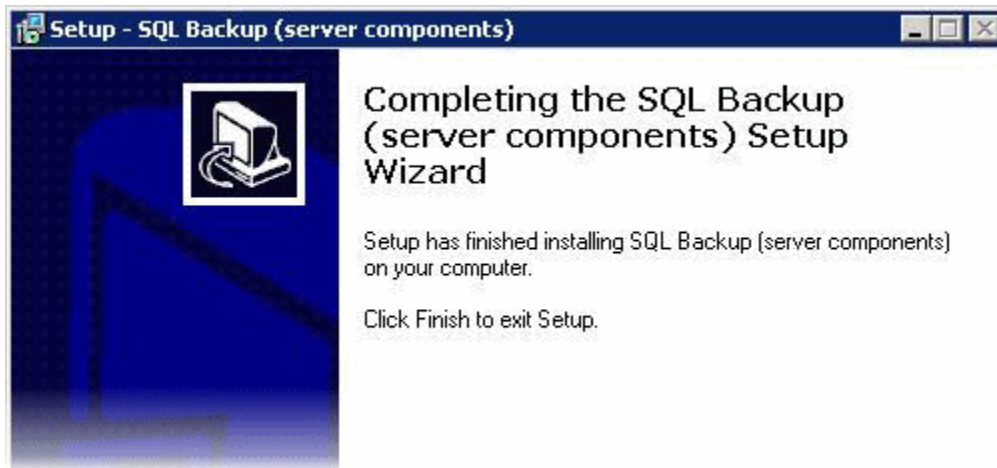 Setup - SQL Backup (server components)
Completing the SQL Backup
(server components) Setup
Wizard
Setup has finished installing SQL Backup (server components)
on your computer.
Click Finish to exit Setup.